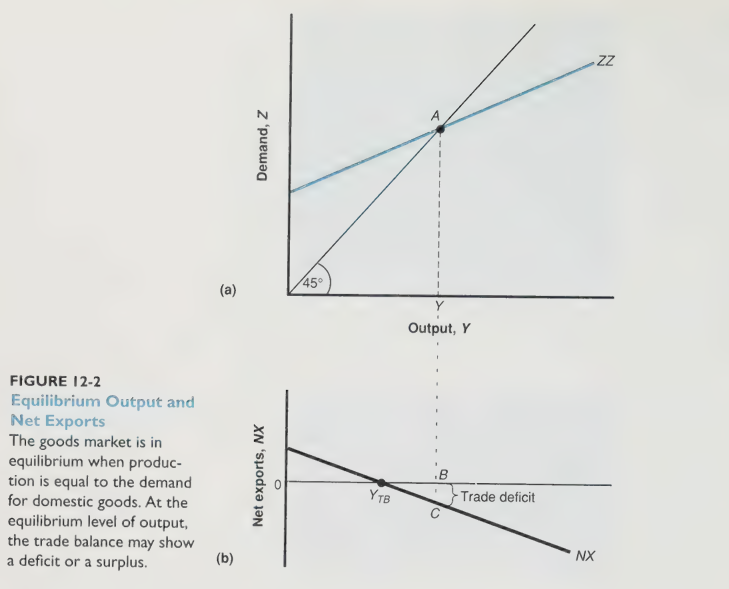 ZZ
A
Demand, Z
45°
(a)
Y
Output, Y
FIGURE 12-2
Equilibrium Output and
Net Exports
The goods market is in
equilibrium when produc-
tion is equal to the demand
for domestic goods. At the
equilibrium level of output,
the trade balance may show
a deficit or a surplus.
Net exports, NX
0
B
YTB
Trade deficit
C
NX
(b)